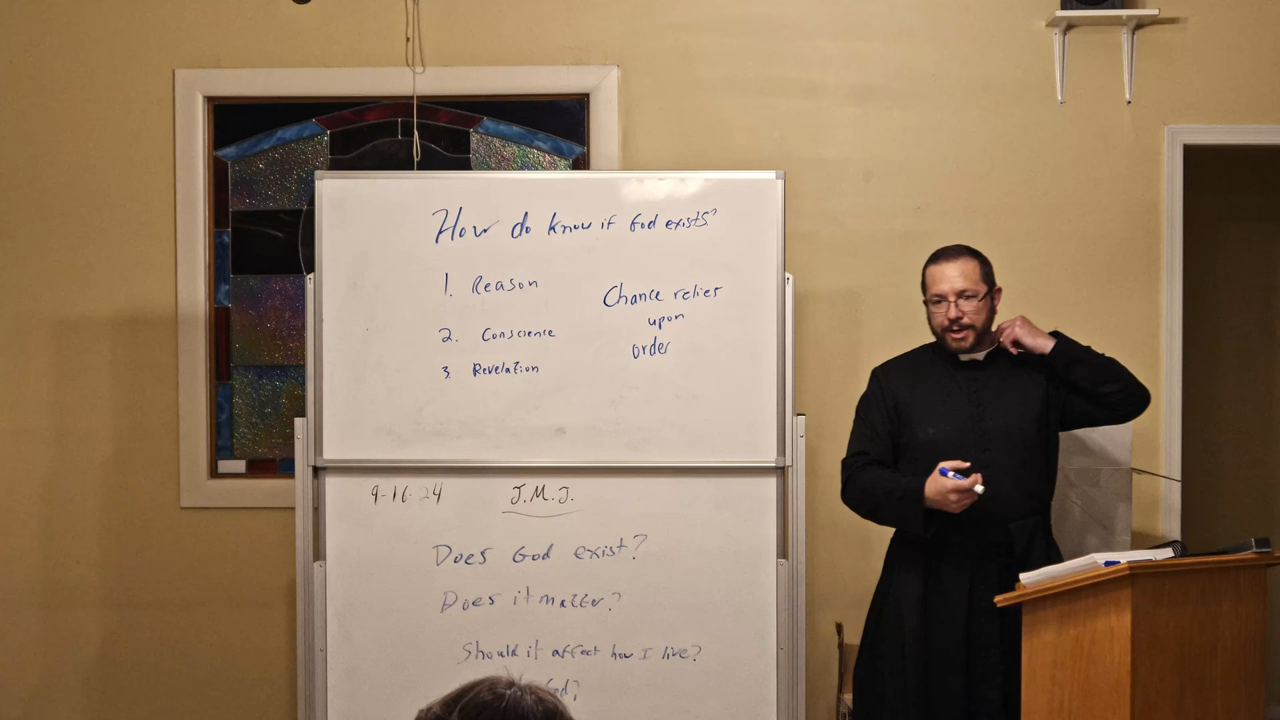 How do know if God exists?
1. Reason
2. Conscience
3. Revelation
Chance relies
upon
order
9-16-24 J.M.J.
Does God exist?
Does it matter?
Should it affect how I live?
God?